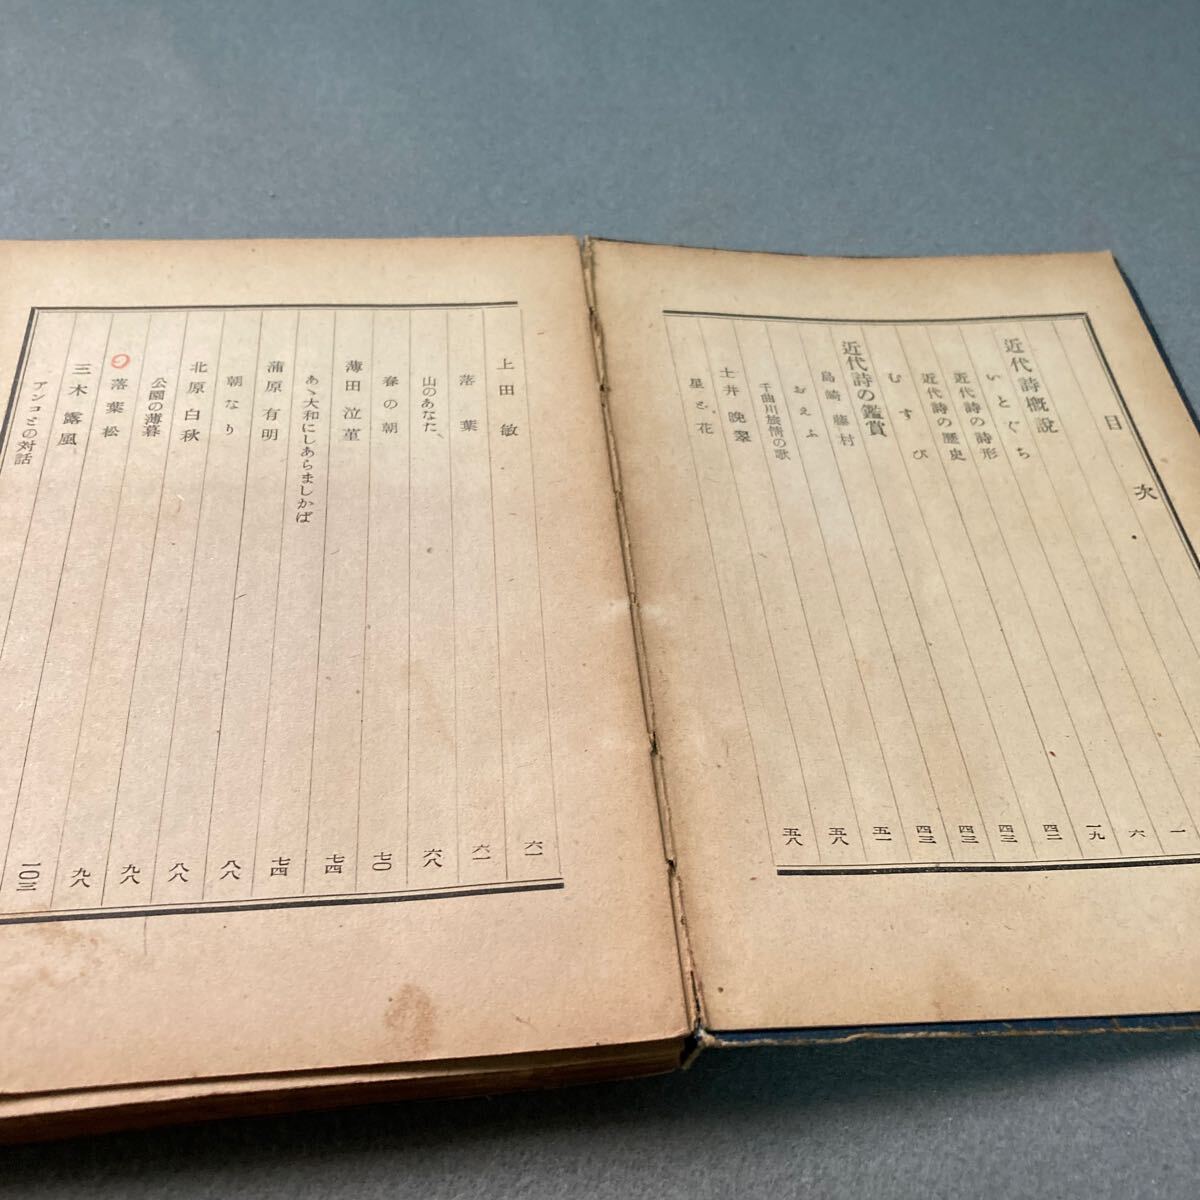 目次
近代詩概説
いとぐち 一
近代詩の詩形 六
近代詩の歴史 一九
むすび 四二
近代詩の鑑賞 四三
島崎藤村 四三
おえふ 四三
千曲川旅情の歌 五一
土井晩翠 五八
星と花 五八
上田敏 六一
落葉 六一
山のあなた 六八
春の朝 七〇
薄田泣菫 七四
あゝ大和にしあらましかば 七四
蒲原有明 八八
朝なり 八八
北原白秋 九八
公園の薄暮 九八
落葉松 一〇三
三木露風
の対話